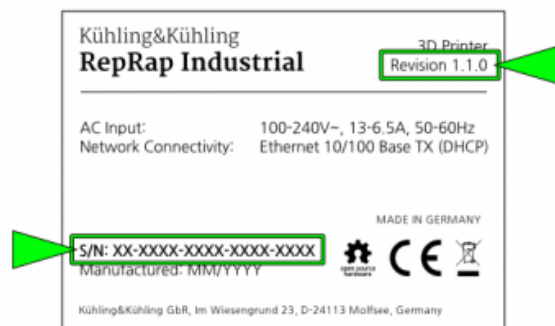 Kühling&Kühling
3D Printer
RepRap Industrial
Revision 1.1.0
AC Input: 100-240V~, 13-6.5A, 50-60Hz
Network Connectivity: Ethernet 10/100 Base TX (DHCP)
MADE IN GERMANY
S/N: XX-XXXX-XXXX-XXXX-XXXX
Manufactured: MM/YYYY
open source
hardware
CE
Kühling&Kühling GbR, Im Wiesengrund 23, D-24113 Molfsee, Germany